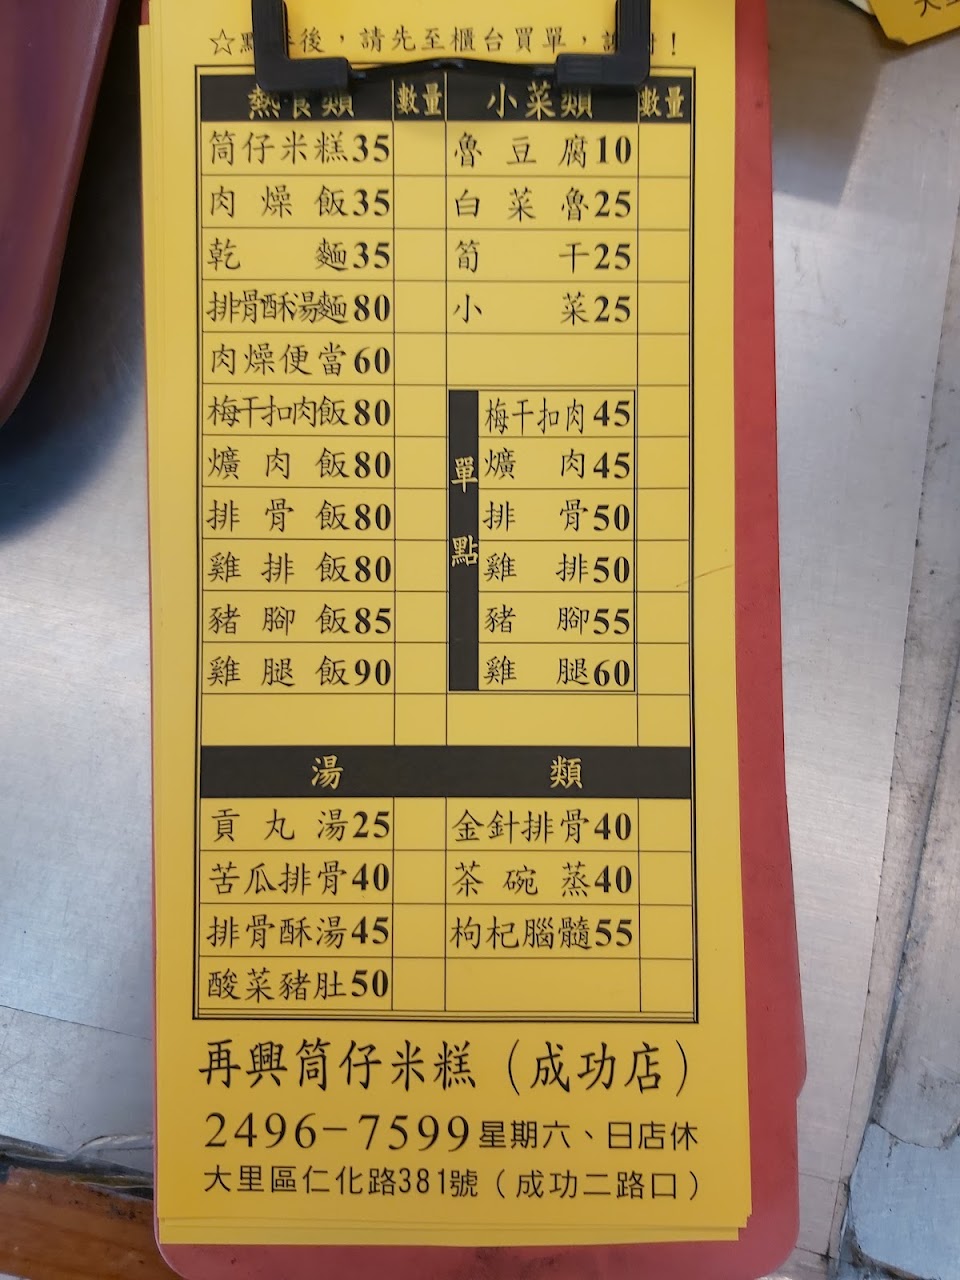 ☆點 後，請先至櫃台買單，謝謝！
熱食類 數量 小菜類 數量
筒仔米糕35 魯豆腐10
肉燥飯35 白菜魯25
乾麵35 筍干25
排骨酥湯麵80 小菜25
肉燥便當60
單點
梅干扣肉飯80 梅干扣肉45
爌肉飯80 爌肉45
排骨飯80 排骨50
雞排飯80 雞排50
豬腳飯85 豬腳55
雞腿飯90 雞腿60
湯類
貢丸湯25 金針排骨40
苦瓜排骨40 茶碗蒸40
排骨酥湯45 枸杞腦髓55
酸菜豬肚50
再興筒仔米糕（成功店）
2496-7599星期六、日店休
大里區仁化路381號（成功二路口）
大里